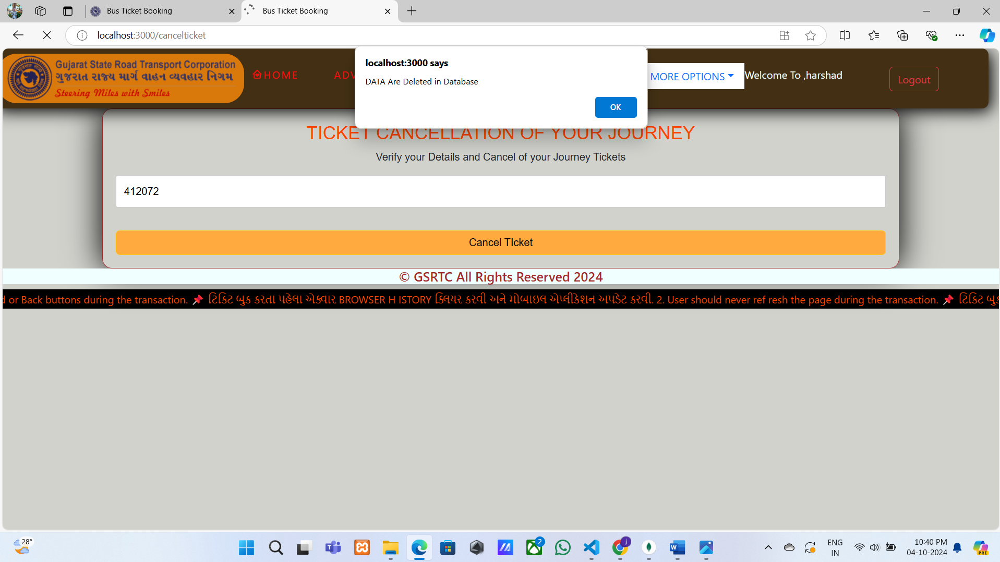 Bus Ticket Booking
Bus Ticket Booking
localhost:3000/cancelticket
Gujarat State Road Transport Corporation
ગુજરાત રાજ્ય માર્ગ વાહન વ્યવહાર નિગમ
Steering Miles with Smiles
HOME
ADV
localhost:3000 says
DATA Are Deleted in Database
OK
MORE OPTIONS
Welcome To ,harshad
Logout
TICKET CANCELLATION OF YOUR JOURNEY
Verify your Details and Cancel of your Journey Tickets
412072
Cancel TIcket
© GSRTC All Rights Reserved 2024
d or Back buttons during the transaction. 📌 ટિકિટ બુક કરતા પહેલા એકવાર BROWSER H ISTORY ક્લિયર કરવી અને મોબાઇલ એપ્લીકેશન અપડેટ કરવી. 2. User should never ref resh the page during the transaction. 📌 ટિકિટ બુક
28°
2
j
ENG
IN
10:40 PM
04-10-2024
PRE